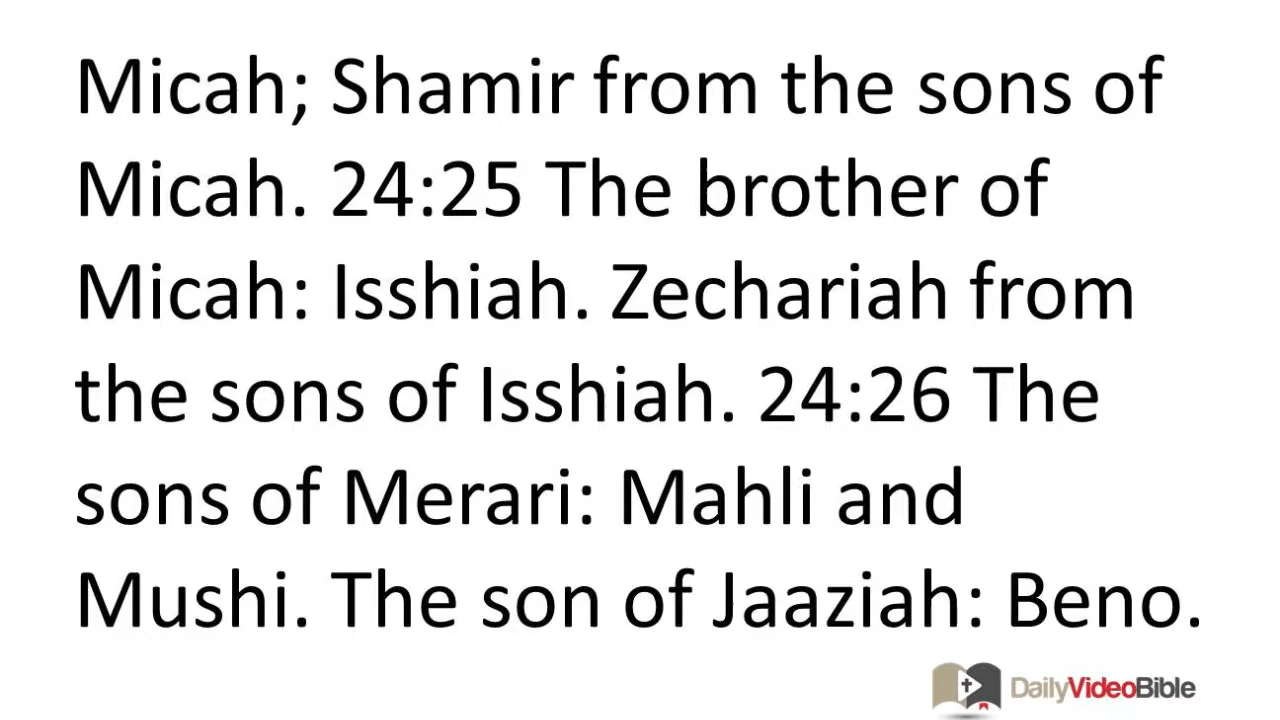 Micah; Shamir from the sons of
Micah. 24:25 The brother of
Micah: Isshiah. Zechariah from
the sons of Isshiah. 24:26 The
sons of Merari: Mahli and
Mushi. The son of Jaaziah: Beno.
DailyVideoBible